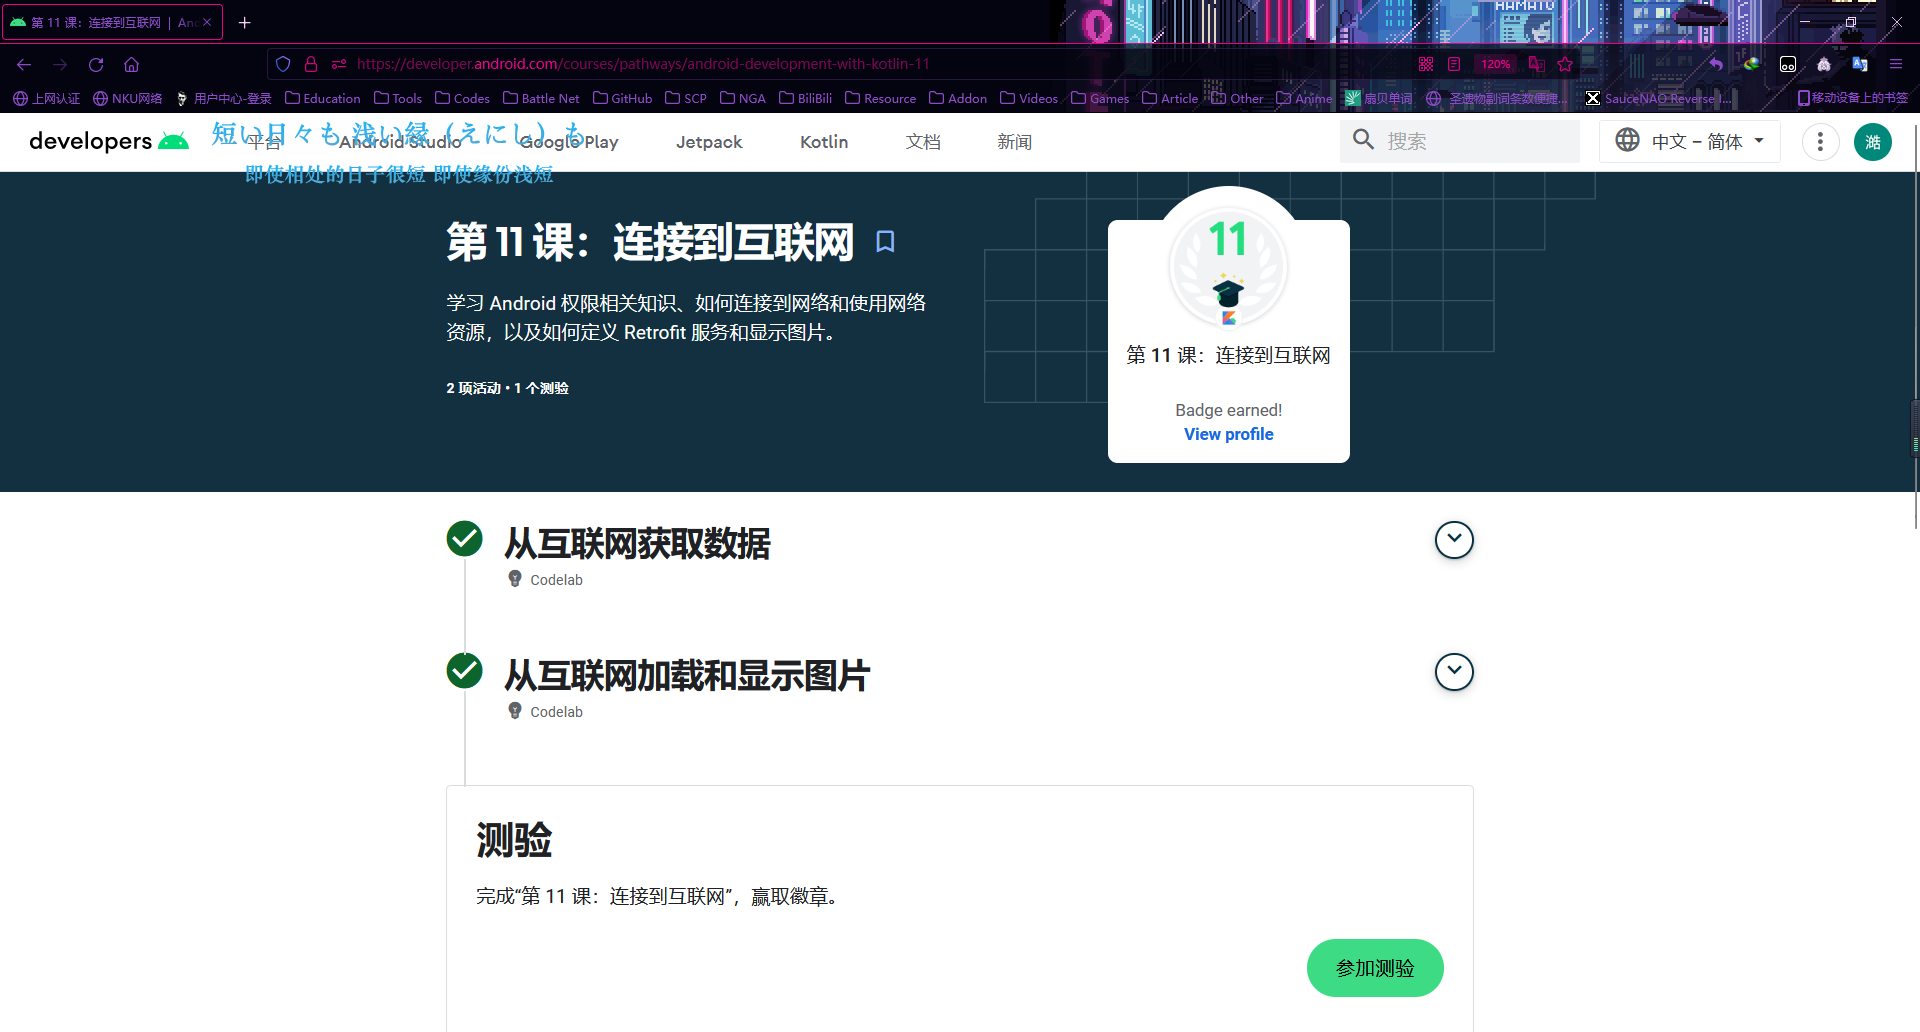 第 11 课：连接到互联网 | And
https://developer.android.com/courses/pathways/android-development-with-kotlin-11
120%
上网认证 NKU网络 用户中心-登录 Education Tools Codes Battle Net GitHub SCP NGA BiliBili Resource Addon Videos Games Article Other Anime 扇贝单词 圣遗物副词条数便捷... SauceNAO Reverse I... 移动设备上的书签
developers 平台 Android Studio Google Play Jetpack Kotlin 文档 新闻 搜索 中文 – 简体 澔
短い日々も 浅い縁（えにし）も
即使相处的日子很短 即使缘份浅短
第 11 课：连接到互联网
学习 Android 权限相关知识、如何连接到网络和使用网络
资源，以及如何定义 Retrofit 服务和显示图片。
2 项活动 • 1 个测验
11
第 11 课：连接到互联网
Badge earned!
View profile
从互联网获取数据
Codelab
从互联网加载和显示图片
Codelab
测验
完成“第 11 课：连接到互联网”，赢取徽章。
参加测验